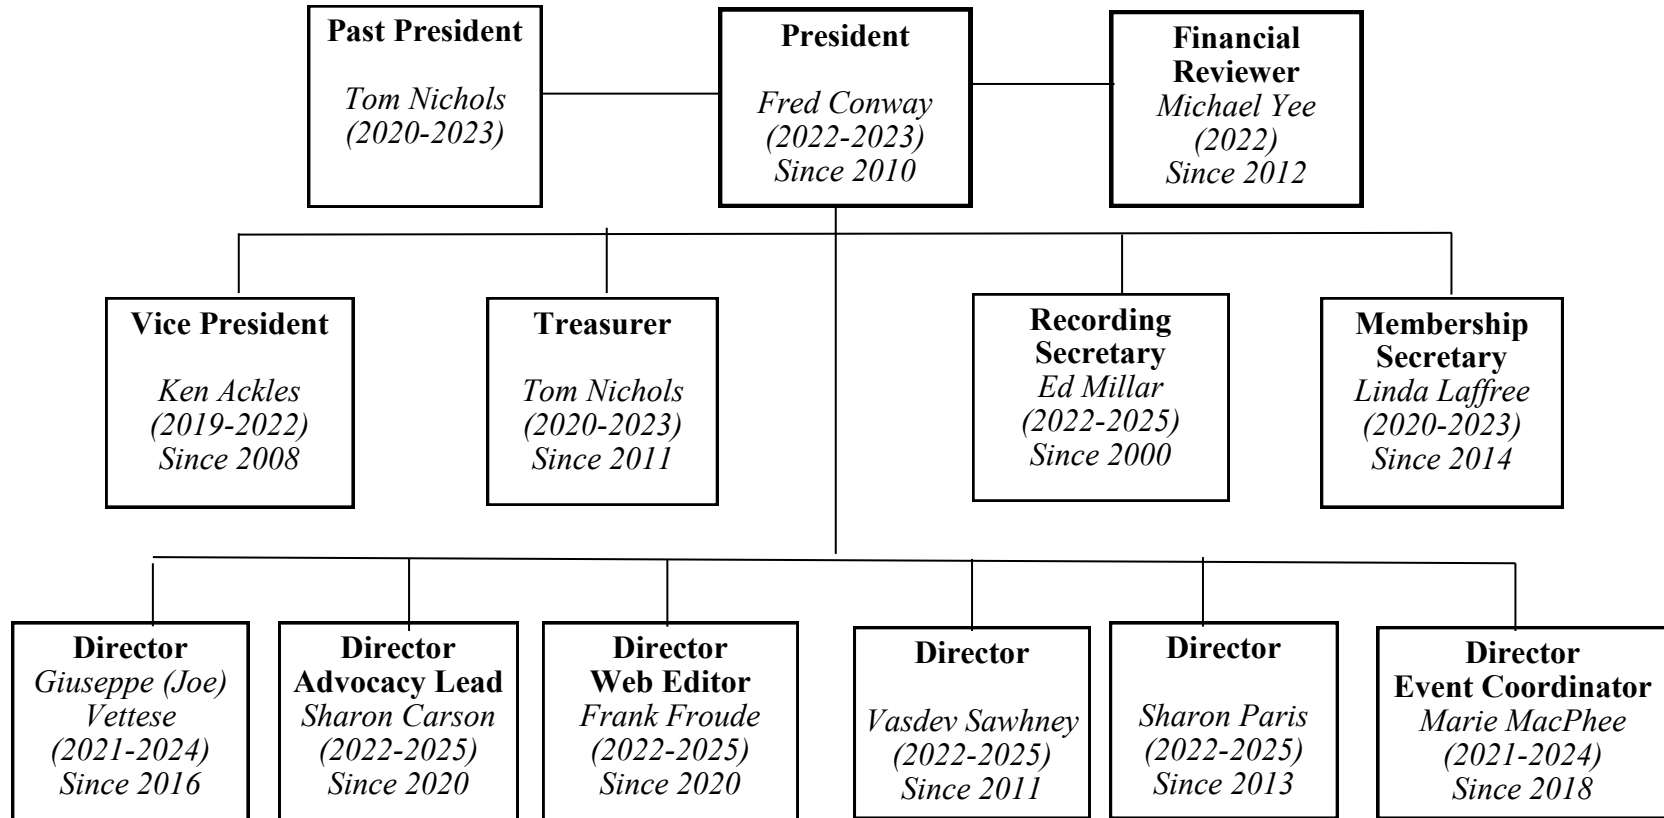 Past President
Tom Nichols
(2020-2023)
President
Fred Conway
(2022-2023)
Since 2010
Financial
Reviewer
Michael Yee
(2022)
Since 2012
Vice President
Ken Ackles
(2019-2022)
Since 2008
Treasurer
Tom Nichols
(2020-2023)
Since 2011
Recording
Secretary
Ed Millar
(2022-2025)
Since 2000
Membership
Secretary
Linda Laffree
(2020-2023)
Since 2014
Director
Giuseppe (Joe)
Vettese
(2021-2024)
Since 2016
Director
Advocacy Lead
Sharon Carson
(2022-2025)
Since 2020
Director
Web Editor
Frank Froude
(2022-2025)
Since 2020
Director
Vasdev Sawhney
(2022-2025)
Since 2011
Director
Sharon Paris
(2022-2025)
Since 2013
Director
Event Coordinator
Marie MacPhee
(2021-2024)
Since 2018